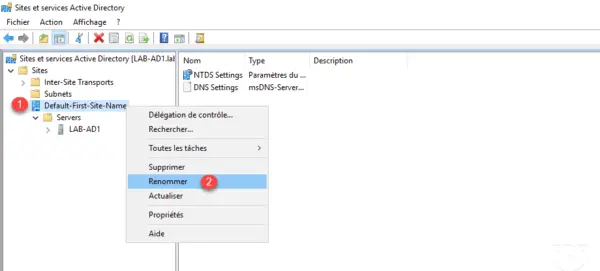 Sites et services Active Directory
Fichier Action Affichage ?
Sites et services Active Directory [LAB-AD1.lab
Sites
Inter-Site Transports
Subnets
1 Default-First-Site-Name
Servers
LAB-AD1
Nom Type Description
NTDS Settings Paramètres du ...
DNS Settings msDNS-Server...
Délégation de contrôle...
Rechercher...
Toutes les tâches
Supprimer
Renommer 2
Actualiser
Propriétés
Aide